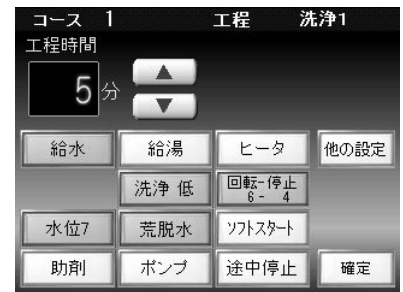 コース 1 工程 洗浄1
工程時間
5分
給水 給湯 ヒータ 他の設定
洗浄 低 回転-停止
6- 4
水位7 荒脱水 ソフトスタート
助剤 ポンプ 途中停止 確定